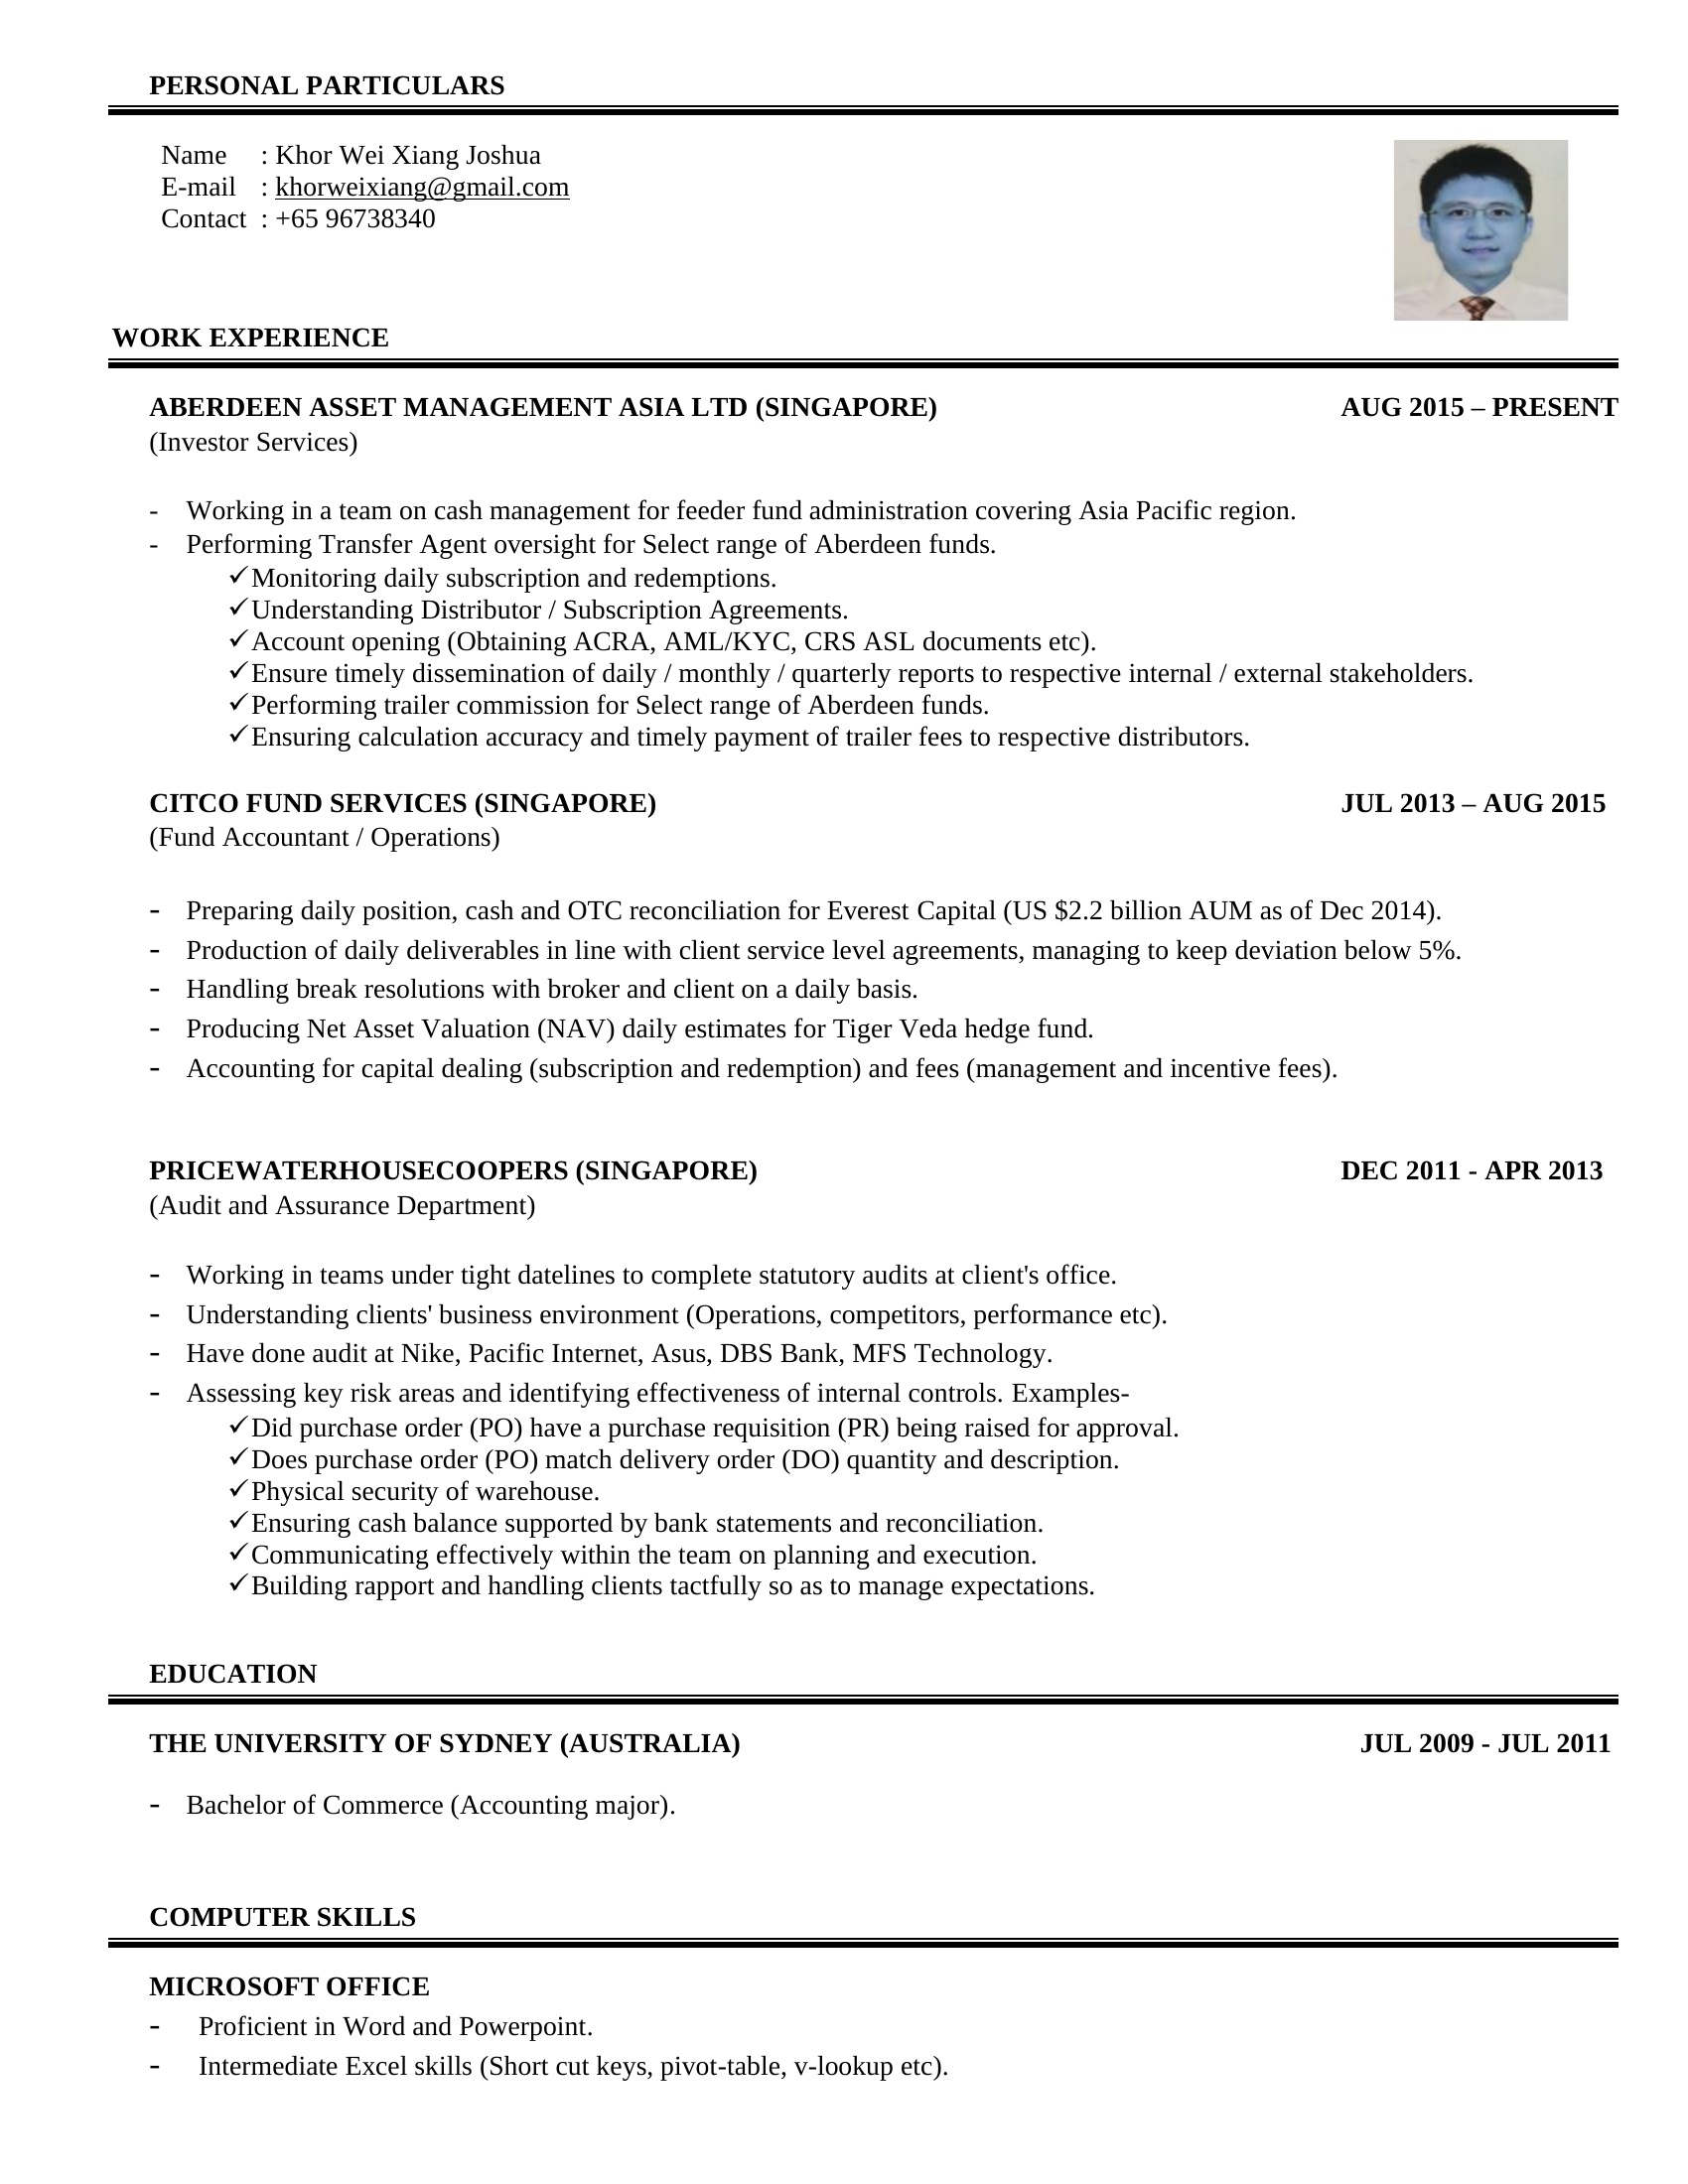 PERSONAL PARTICULARS
Name : Khor Wei Xiang Joshua
E-mail : khorweixiang@gmail.com
Contact : +65 96738340
WORK EXPERIENCE
ABERDEEN ASSET MANAGEMENT ASIA LTD (SINGAPORE) AUG 2015 – PRESENT
(Investor Services)
- Working in a team on cash management for feeder fund administration covering Asia Pacific region.
- Performing Transfer Agent oversight for Select range of Aberdeen funds.
✓Monitoring daily subscription and redemptions.
✓Understanding Distributor / Subscription Agreements.
✓Account opening (Obtaining ACRA, AML/KYC, CRS ASL documents etc).
✓Ensure timely dissemination of daily / monthly / quarterly reports to respective internal / external stakeholders.
✓Performing trailer commission for Select range of Aberdeen funds.
✓Ensuring calculation accuracy and timely payment of trailer fees to respective distributors.
CITCO FUND SERVICES (SINGAPORE) JUL 2013 – AUG 2015
(Fund Accountant / Operations)
- Preparing daily position, cash and OTC reconciliation for Everest Capital (US $2.2 billion AUM as of Dec 2014).
- Production of daily deliverables in line with client service level agreements, managing to keep deviation below 5%.
- Handling break resolutions with broker and client on a daily basis.
- Producing Net Asset Valuation (NAV) daily estimates for Tiger Veda hedge fund.
- Accounting for capital dealing (subscription and redemption) and fees (management and incentive fees).
PRICEWATERHOUSECOOPERS (SINGAPORE) DEC 2011 - APR 2013
(Audit and Assurance Department)
- Working in teams under tight datelines to complete statutory audits at client's office.
- Understanding clients' business environment (Operations, competitors, performance etc).
- Have done audit at Nike, Pacific Internet, Asus, DBS Bank, MFS Technology.
- Assessing key risk areas and identifying effectiveness of internal controls. Examples-
✓Did purchase order (PO) have a purchase requisition (PR) being raised for approval.
✓Does purchase order (PO) match delivery order (DO) quantity and description.
✓Physical security of warehouse.
✓Ensuring cash balance supported by bank statements and reconciliation.
✓Communicating effectively within the team on planning and execution.
✓Building rapport and handling clients tactfully so as to manage expectations.
EDUCATION
THE UNIVERSITY OF SYDNEY (AUSTRALIA) JUL 2009 - JUL 2011
- Bachelor of Commerce (Accounting major).
COMPUTER SKILLS
MICROSOFT OFFICE
- Proficient in Word and Powerpoint.
- Intermediate Excel skills (Short cut keys, pivot-table, v-lookup etc).